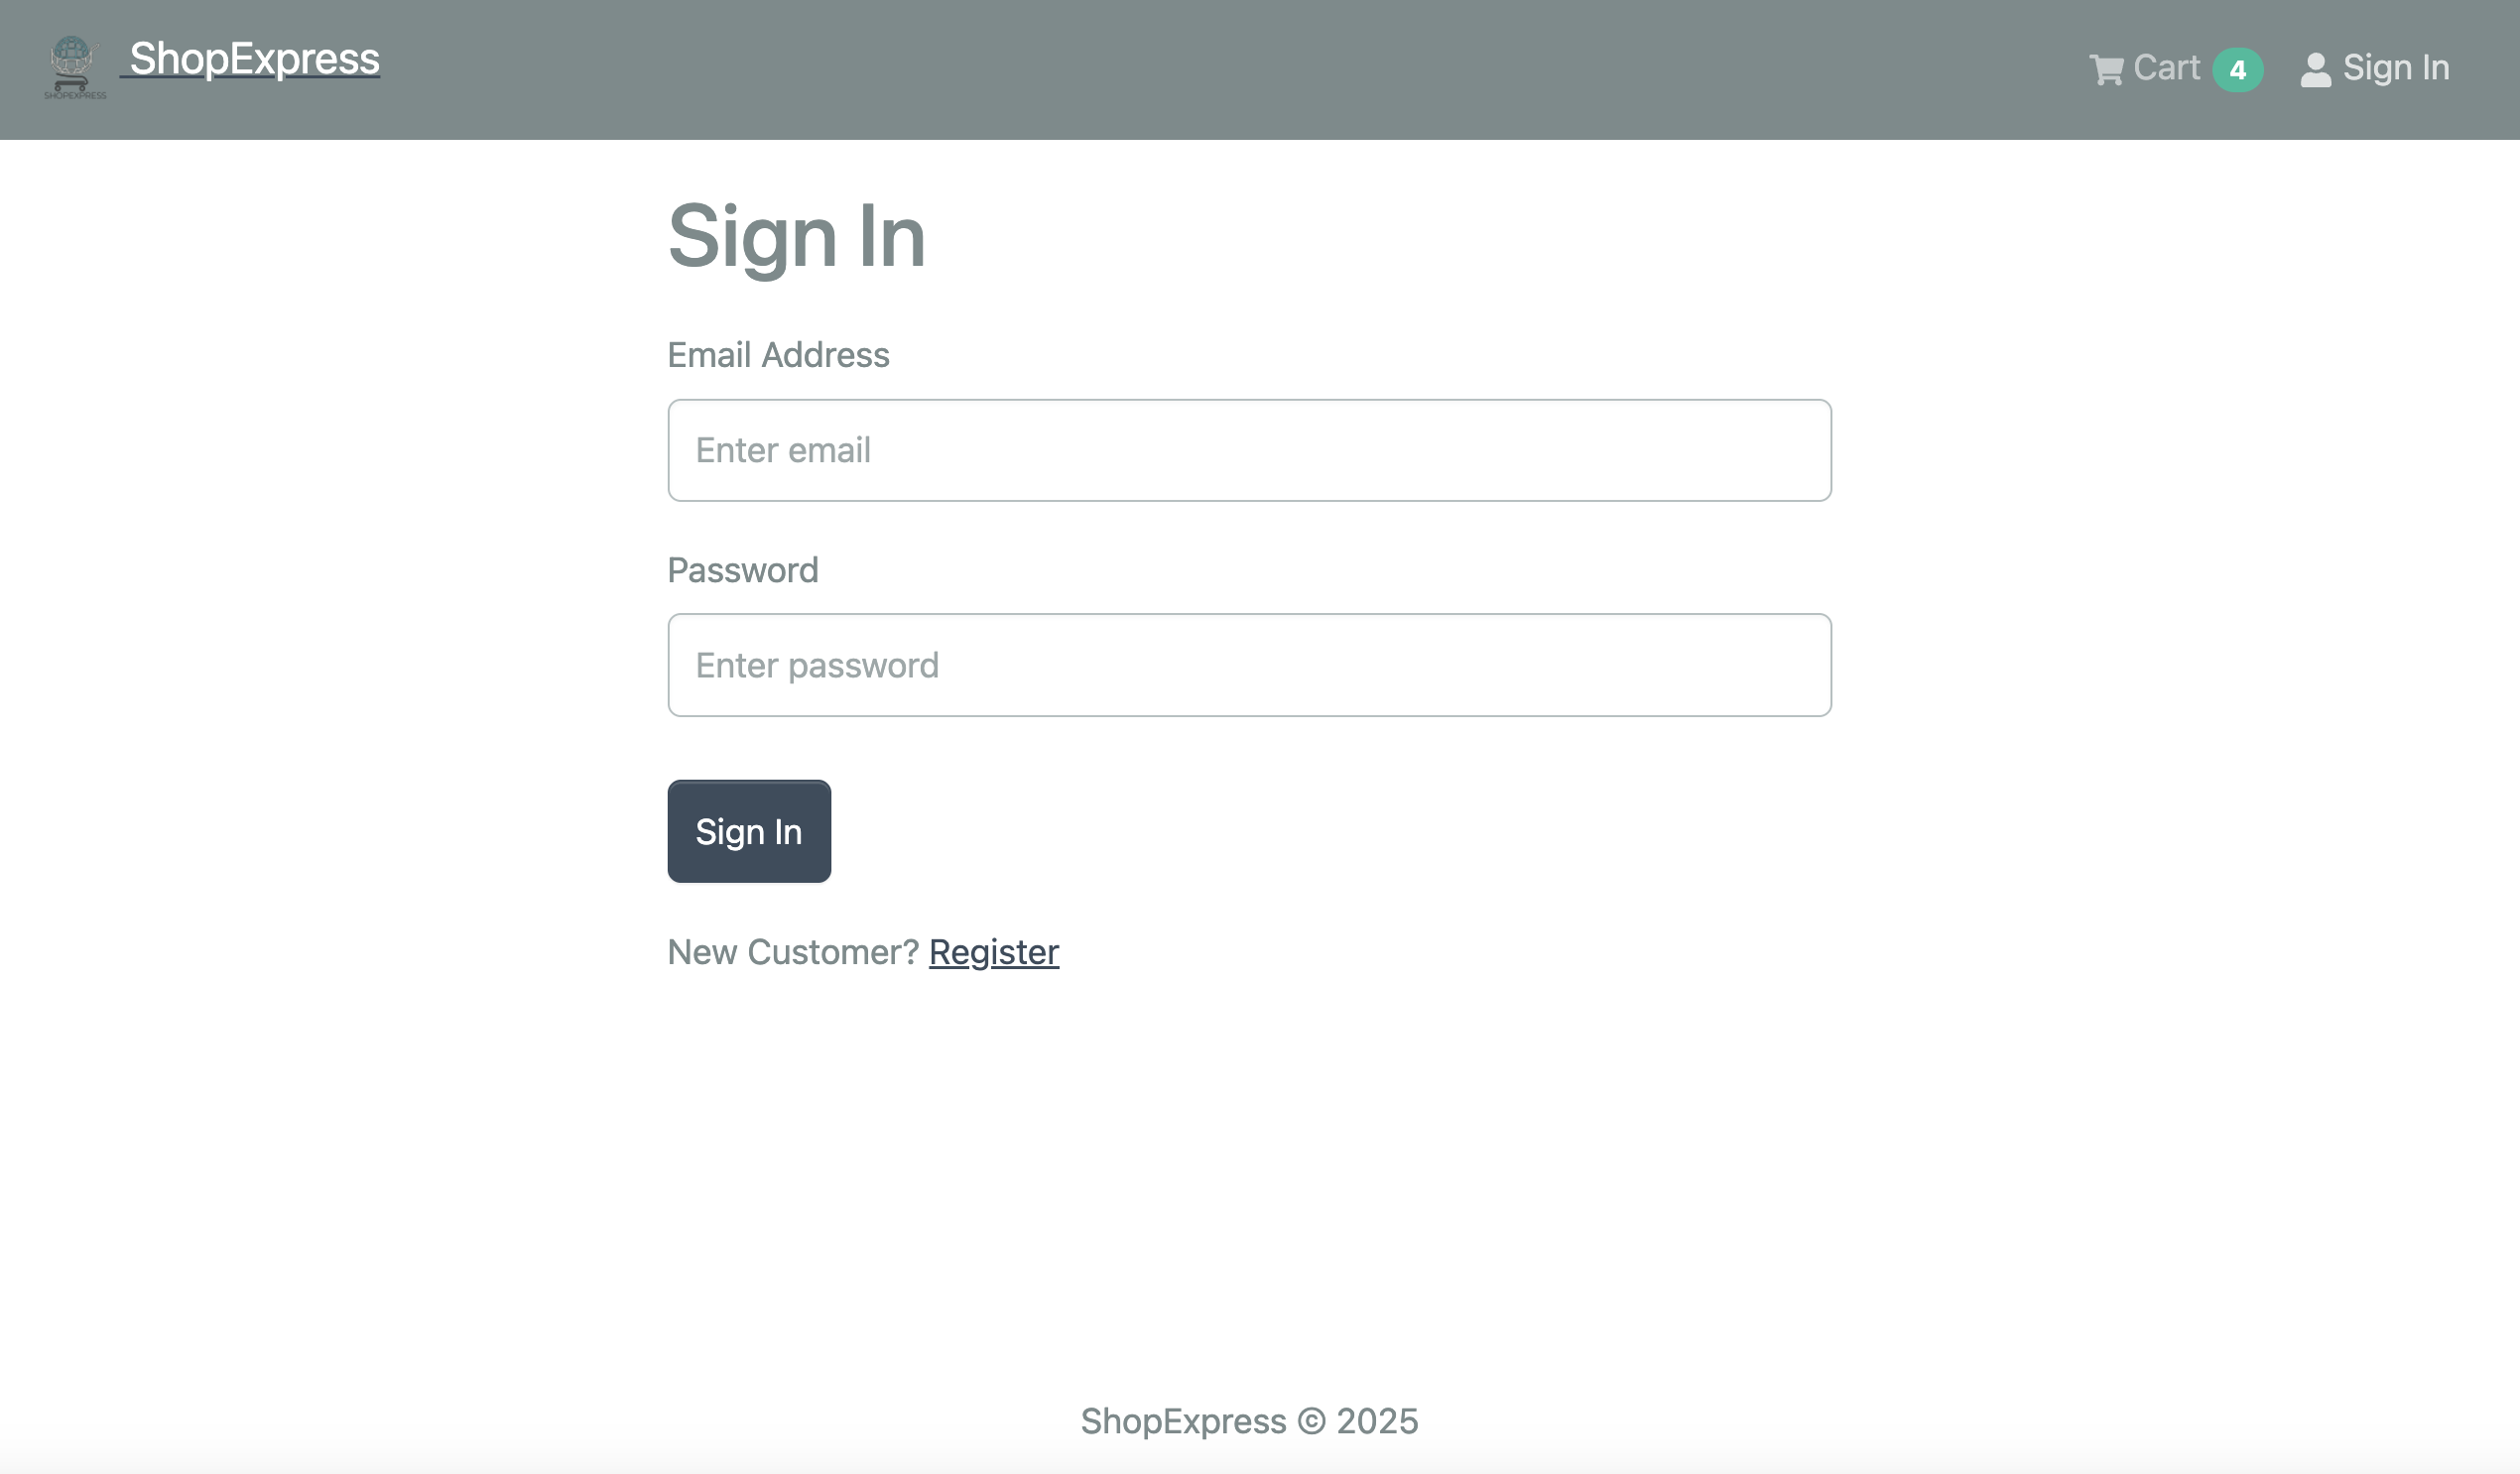 SHOPEXPRESS
ShopExpress
Cart 4 Sign In
Sign In
Email Address
Enter email
Password
Enter password
Sign In
New Customer? Register
ShopExpress © 2025